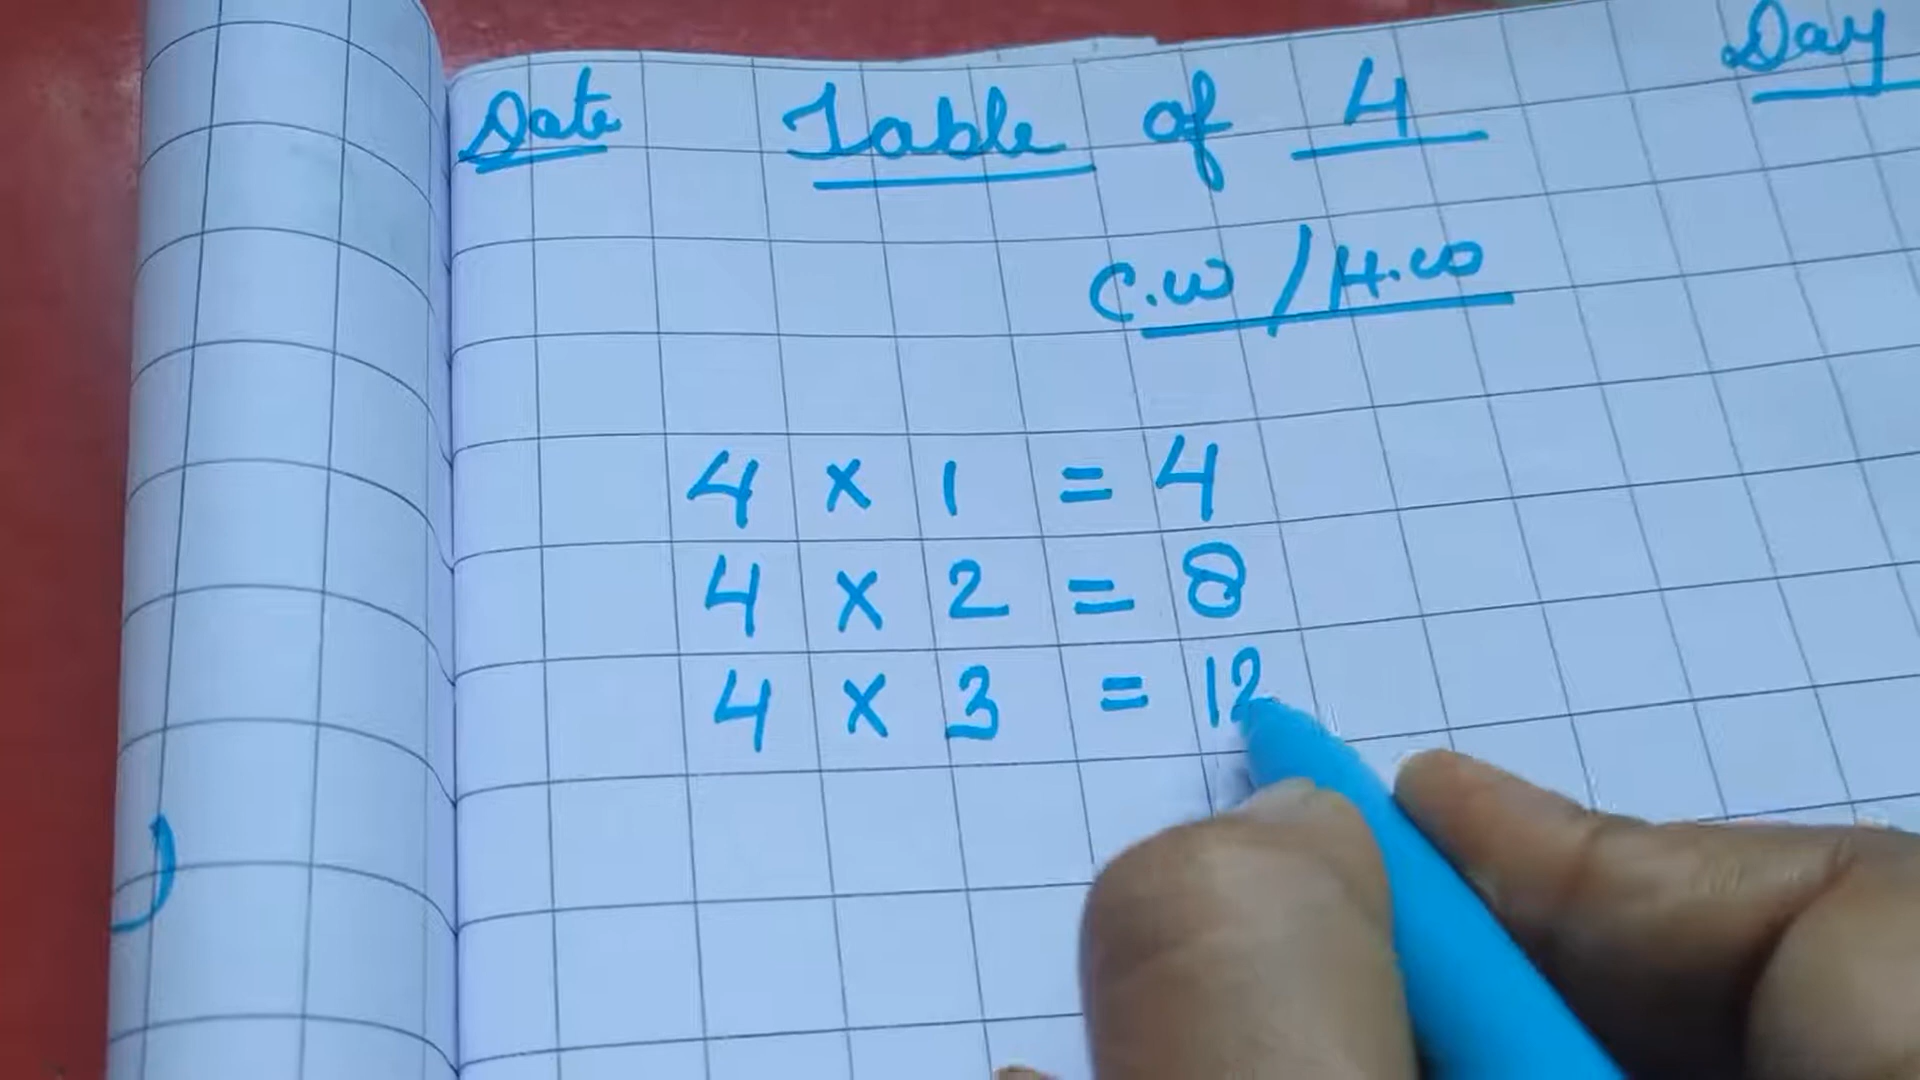 Date Table of 4 Day
C.W / H.W
4 × 1 = 4
4 × 2 = 8
4 × 3 = 12